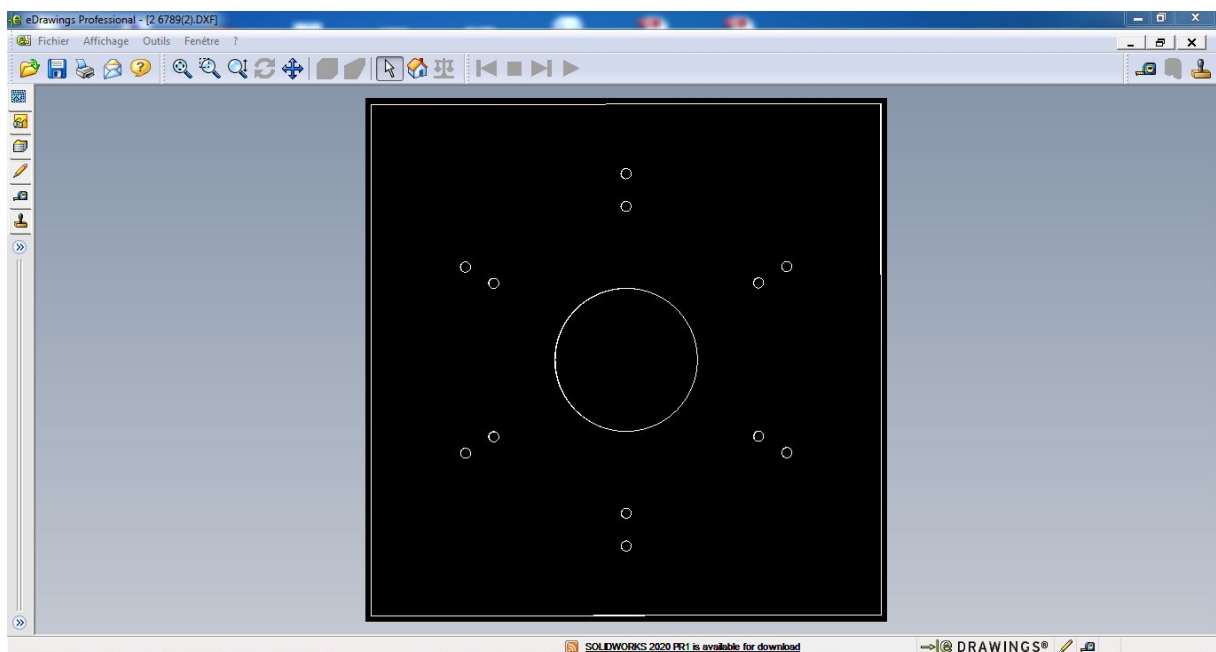 eDrawings Professional - [2 6789(2).DXF]
Fichier Affichage Outils Fenêtre ?
SOLIDWORKS 2020 PR1 is available for download
DRAWINGS®